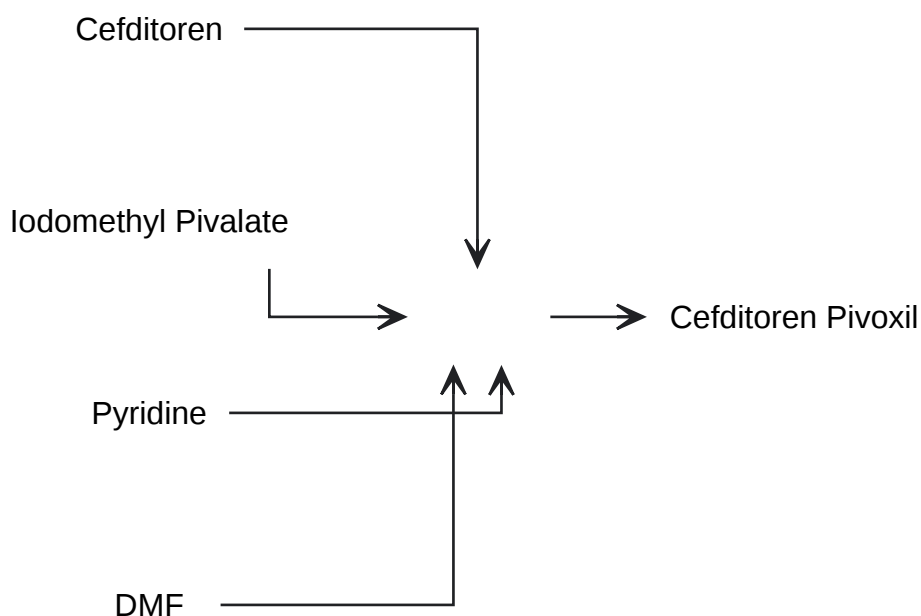 Cefditoren
Iodomethyl Pivalate
Cefditoren Pivoxil
Pyridine
DMF